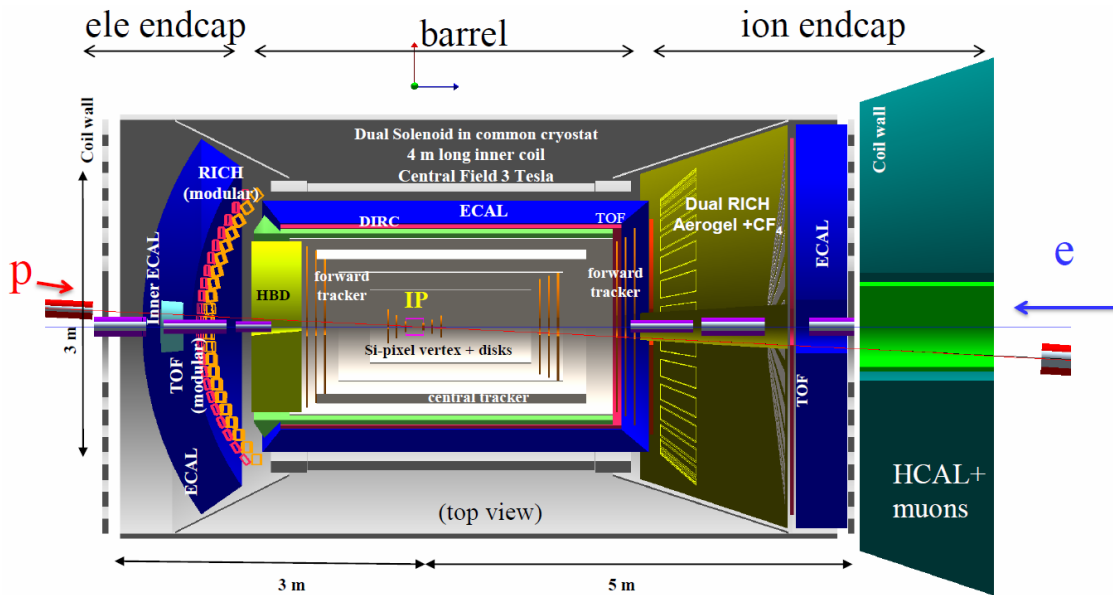 ele endcap
barrel
ion endcap
Coil wall
Dual Solenoid in common cryostat
4 m long inner coil
Central Field 3 Tesla
Coil wall
RICH
(modular)
ECAL
DIRC
TOF
Dual RICH
Aerogel +CF4
ECAL
Inner ECAL
p
HBD
forward
tracker
IP
forward
tracker
e
3 m
TOF
(modular)
Si-pixel vertex + disks
central tracker
TOF
ECAL
HCAL+
muons
(top view)
3 m
5 m